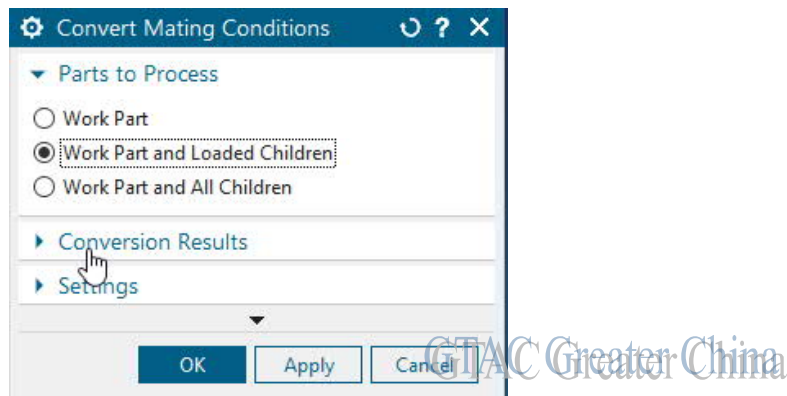 Convert Mating Conditions
Parts to Process
Work Part
Work Part and Loaded Children
Work Part and All Children
Conversion Results
Settings
OK Apply Cancel
GTAC Greater China